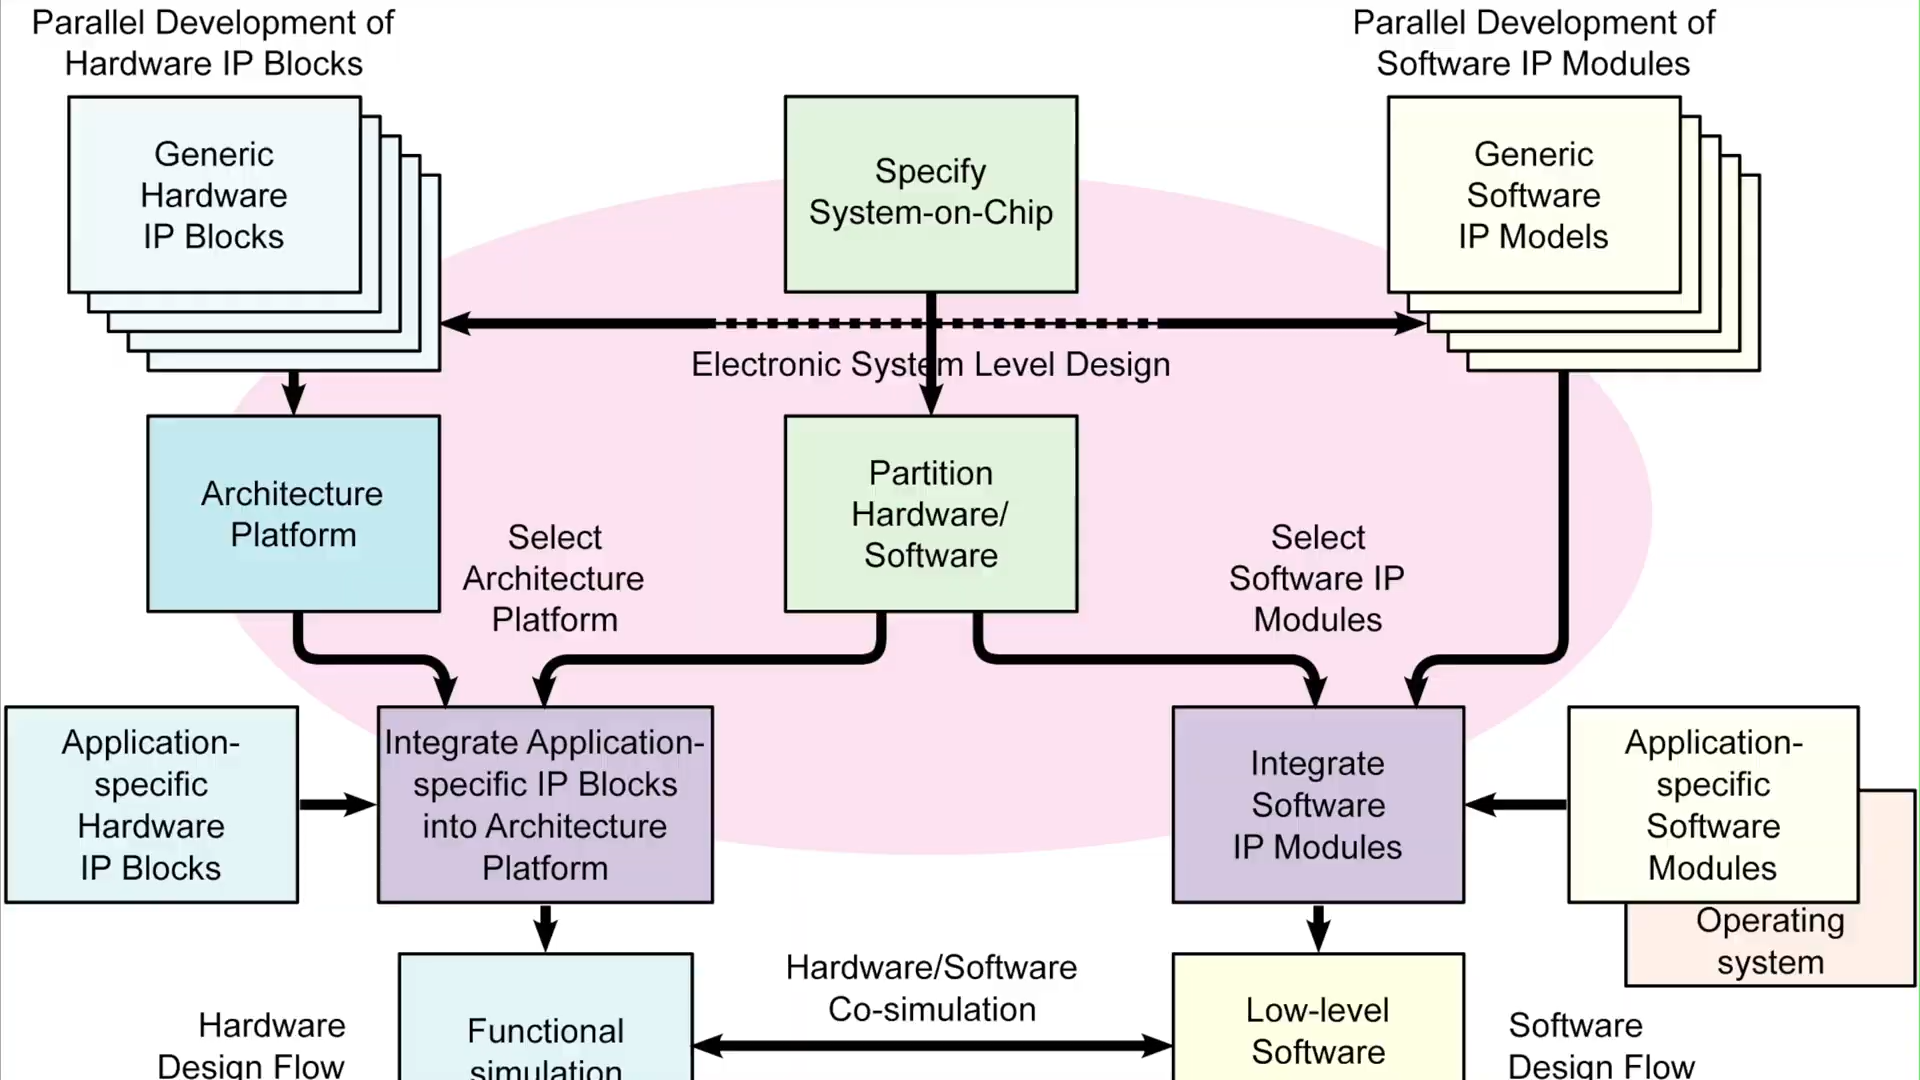 Parallel Development of
Hardware IP Blocks
Parallel Development of
Software IP Modules
Generic
Hardware
IP Blocks
Specify
System-on-Chip
Generic
Software
IP Models
Electronic System Level Design
Architecture
Platform
Select
Architecture
Platform
Partition
Hardware/
Software
Select
Software IP
Modules
Application-
specific
Hardware
IP Blocks
Integrate Application-
specific IP Blocks
into Architecture
Platform
Integrate
Software
IP Modules
Application-
specific
Software
Modules
Operating
system
Hardware
Design Flow
Functional
simulation
Hardware/Software
Co-simulation
Low-level
Software
Software
Design Flow